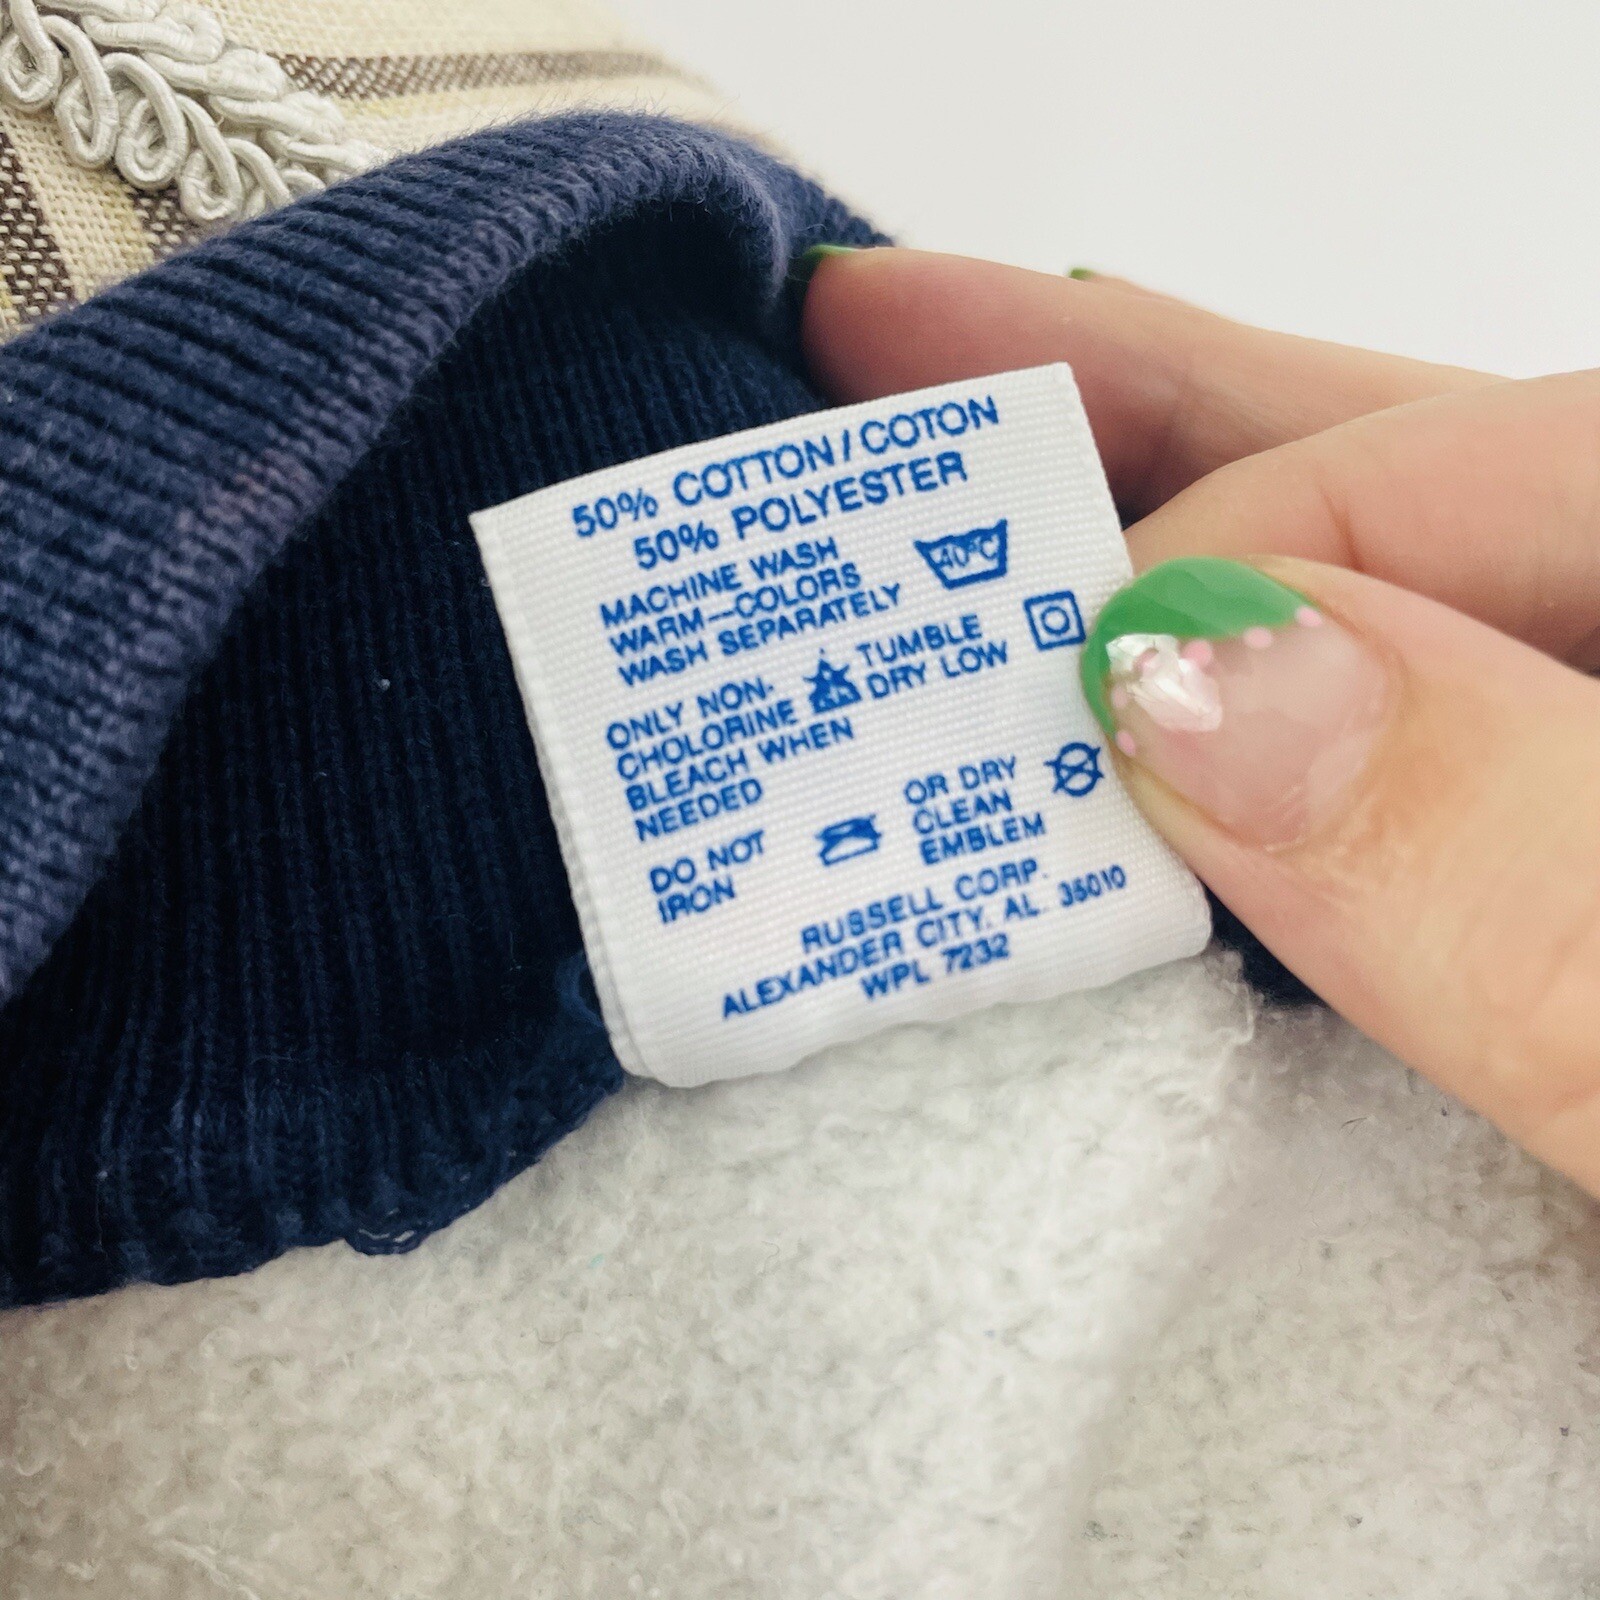 50% COTTON/COTON
50% POLYESTER
MACHINE WASH
WARM—COLORS
WASH SEPARATELY
40°C
ONLY NON-
CHOLORINE
BLEACH WHEN
NEEDED
TUMBLE
DRY LOW
DO NOT
IRON
OR DRY
CLEAN
EMBLEM
RUSSELL CORP.
ALEXANDER CITY, AL. 35010
WPL 7232